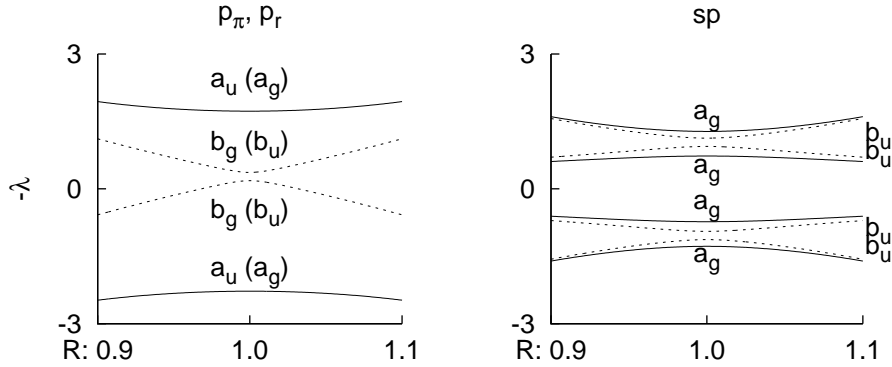 p_π, p_r
sp
3
a_u (a_g)
b_g (b_u)
-λ
0
b_g (b_u)
a_u (a_g)
-3
R: 0.9
1.0
1.1
3
a_g
b_u
b_u
a_g
0
a_g
b_u
b_u
a_g
-3
R: 0.9
1.0
1.1